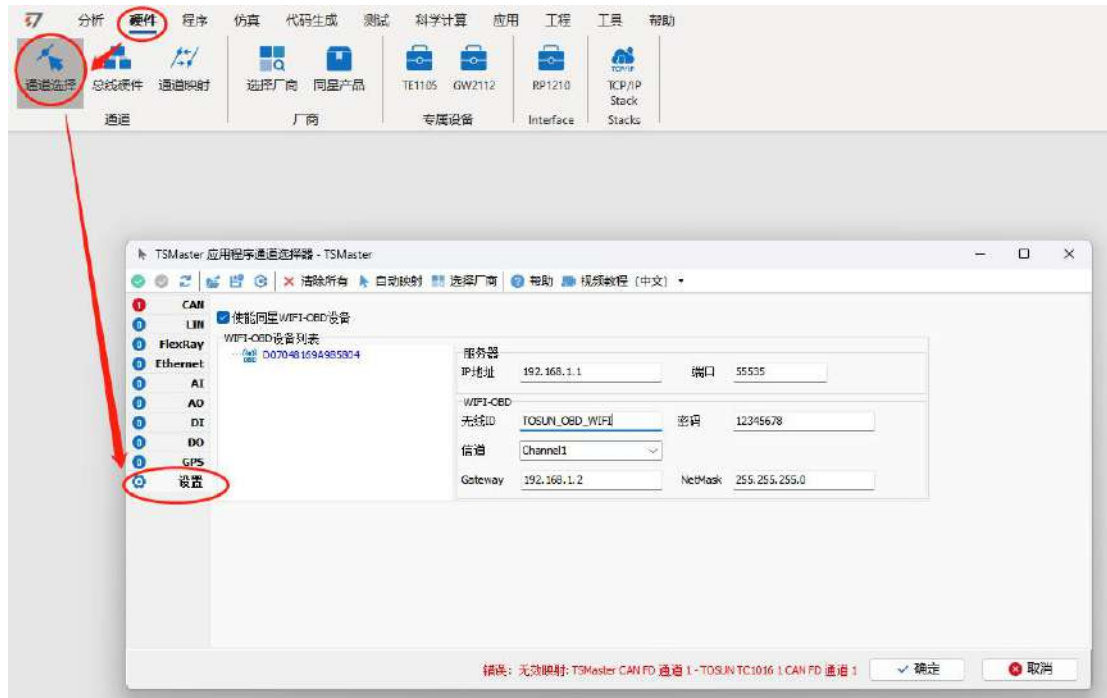 分析 硬件 程序 仿真 代码生成 测试 科学计算 应用 工程 工具 帮助
通道选择 总线硬件 通道映射 选择厂商 同星产品 TE1105 GW2112 RP1210 TCP/IP Stack
通道 厂商 专属设备 Interface Stacks
TSMaster 应用程序通道选择器 - TSMaster
清除所有 自动映射 选择厂商 帮助 视频教程 (中文)
1 CAN
0 LIN
0 FlexRay
0 Ethernet
0 AI
0 AO
0 DI
0 DO
0 GPS
设置
使能同星WIFI-OBD设备
WIFI-OBD设备列表
D07048169A985804
服务器
IP地址 192.168.1.1 端口 55535
WIFI-OBD
无线ID TOSUN_OBD_WIFI 密码 12345678
信道 Channel1
Gateway 192.168.1.2 NetMask 255.255.255.0
错误: 无效映射: TSMaster CAN FD 通道 1 - TOSUN TC1016 1 CAN FD 通道 1 确定 取消